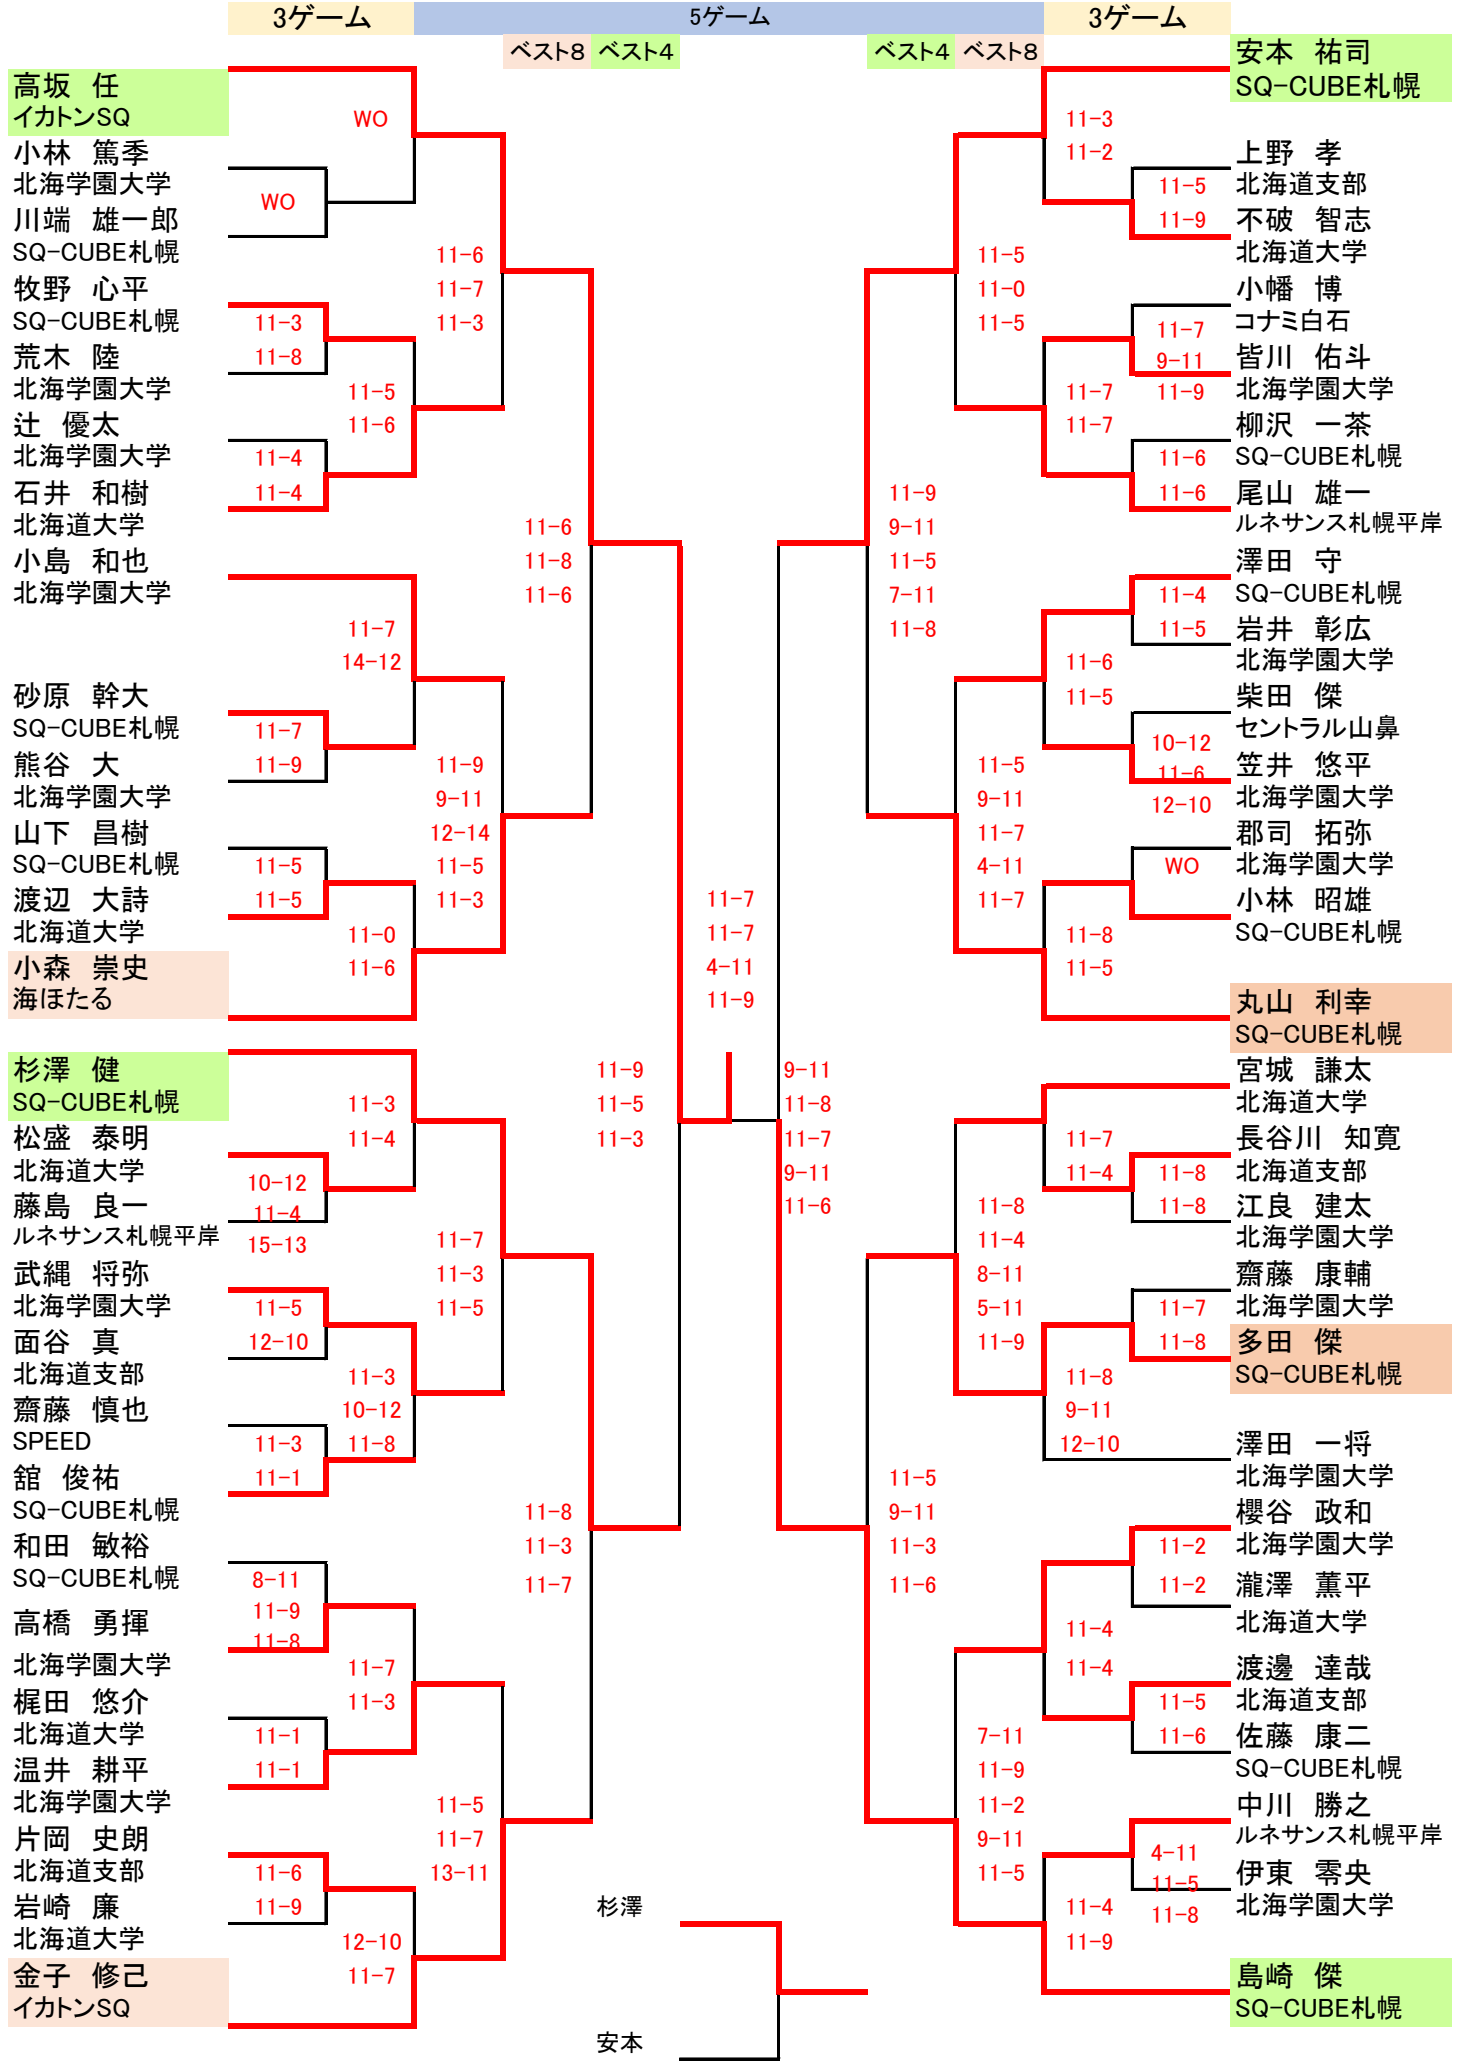 3ゲーム
5ゲーム
3ゲーム
ベスト8
ベスト4
ベスト4
ベスト8
高坂 任
イカトンSQ
小林 篤季
北海学園大学
川端 雄一郎
SQ-CUBE札幌
牧野 心平
SQ-CUBE札幌
荒木 陸
北海学園大学
辻 優太
北海学園大学
石井 和樹
北海道大学
小島 和也
北海学園大学
砂原 幹大
SQ-CUBE札幌
熊谷 大
北海学園大学
山下 昌樹
SQ-CUBE札幌
渡辺 大詩
北海道大学
小森 崇史
海ほたる
杉澤 健
SQ-CUBE札幌
松盛 泰明
北海道大学
藤島 良一
ルネサンス札幌平岸
武縄 将弥
北海学園大学
面谷 真
北海道支部
齋藤 慎也
SPEED
舘 俊祐
SQ-CUBE札幌
和田 敏裕
SQ-CUBE札幌
高橋 勇揮
北海学園大学
梶田 悠介
北海道大学
温井 耕平
北海学園大学
片岡 史朗
北海道支部
岩崎 廉
北海道大学
金子 修己
イカトンSQ
WO
11-3
11-8
11-4
11-4
11-7
11-9
11-5
11-5
10-12
11-4
15-13
11-5
12-10
11-3
11-1
8-11
11-9
11-8
11-1
11-1
11-6
11-9
WO
11-5
11-6
11-7
14-12
11-0
11-6
11-3
11-4
11-3
10-12
11-8
11-7
11-3
12-10
11-7
11-6
11-7
11-3
11-9
9-11
12-14
11-5
11-3
11-7
11-3
11-5
11-5
11-7
13-11
11-6
11-8
11-6
11-8
11-3
11-7
11-9
11-5
11-3
11-7
11-7
4-11
11-9
9-11
11-8
11-7
9-11
11-6
11-9
9-11
11-5
7-11
11-8
11-5
9-11
11-3
11-6
11-5
11-0
11-5
11-5
9-11
11-7
4-11
11-7
11-8
11-4
8-11
5-11
11-9
7-11
11-9
11-2
9-11
11-5
11-3
11-2
11-7
11-7
11-6
11-5
11-8
11-5
11-7
11-4
11-8
9-11
12-10
11-4
11-4
11-4
11-9
11-5
11-9
11-7
9-11
11-9
11-6
11-6
11-4
11-5
10-12
11-6
12-10
WO
11-8
11-8
11-7
11-8
11-2
11-2
11-5
11-6
4-11
11-5
11-8
安本 祐司
SQ-CUBE札幌
上野 孝
北海道支部
不破 智志
北海道大学
小幡 博
コナミ白石
皆川 佑斗
北海学園大学
柳沢 一茶
SQ-CUBE札幌
尾山 雄一
ルネサンス札幌平岸
澤田 守
SQ-CUBE札幌
岩井 彰広
北海学園大学
柴田 傑
セントラル山鼻
笠井 悠平
北海学園大学
郡司 拓弥
北海学園大学
小林 昭雄
SQ-CUBE札幌
丸山 利幸
SQ-CUBE札幌
宮城 謙太
北海道大学
長谷川 知寛
北海道支部
江良 建太
北海学園大学
齋藤 康輔
北海学園大学
多田 傑
SQ-CUBE札幌
澤田 一将
北海学園大学
櫻谷 政和
北海学園大学
瀧澤 薫平
北海道大学
渡邊 達哉
北海道支部
佐藤 康二
SQ-CUBE札幌
中川 勝之
ルネサンス札幌平岸
伊東 零央
北海学園大学
島崎 傑
SQ-CUBE札幌
杉澤
安本